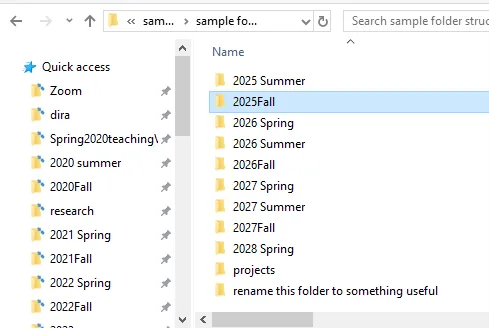 « sam... > sample fo...
Search sample folder struc
Name
Quick access
Zoom
dira
Spring2020teaching\
2020 summer
2020Fall
research
2021 Spring
2021Fall
2022 Spring
2022Fall
2025 Summer
2025Fall
2026 Spring
2026 Summer
2026Fall
2027 Spring
2027 Summer
2027Fall
2028 Spring
projects
rename this folder to something useful